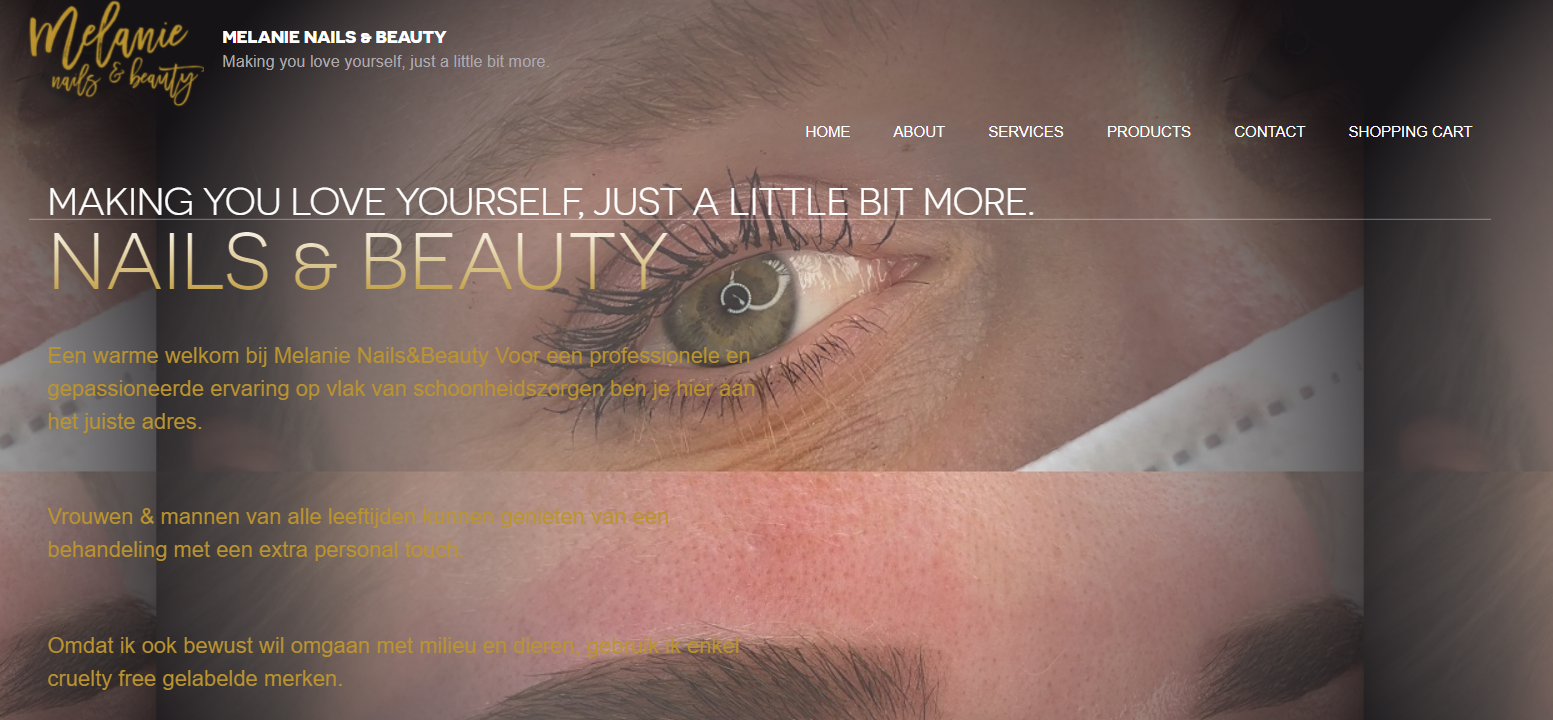 Melanie
nails & beauty
MELANIE NAILS & BEAUTY
Making you love yourself, just a little bit more.
HOME ABOUT SERVICES PRODUCTS CONTACT SHOPPING CART
MAKING YOU LOVE YOURSELF, JUST A LITTLE BIT MORE.
NAILS & BEAUTY
Een warme welkom bij Melanie Nails&Beauty Voor een professionele en
gepassioneerde ervaring op vlak van schoonheidszorgen ben je hier aan
het juiste adres.
Vrouwen & mannen van alle leeftijden kunnen genieten van een
behandeling met een extra personal touch.
Omdat ik ook bewust wil omgaan met milieu en dieren, gebruik ik enkel
cruelty free gelabelde merken.